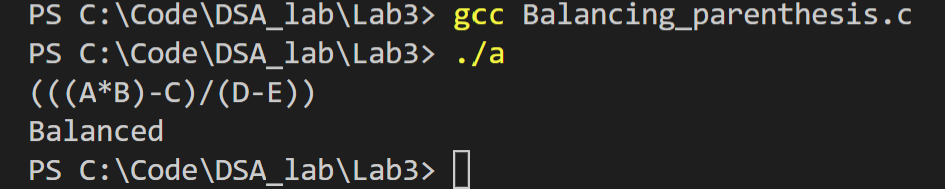 PS C:\Code\DSA_lab\Lab3> gcc Balancing_parenthesis.c
PS C:\Code\DSA_lab\Lab3> ./a
(((A*B)-C)/(D-E))
Balanced
PS C:\Code\DSA_lab\Lab3>